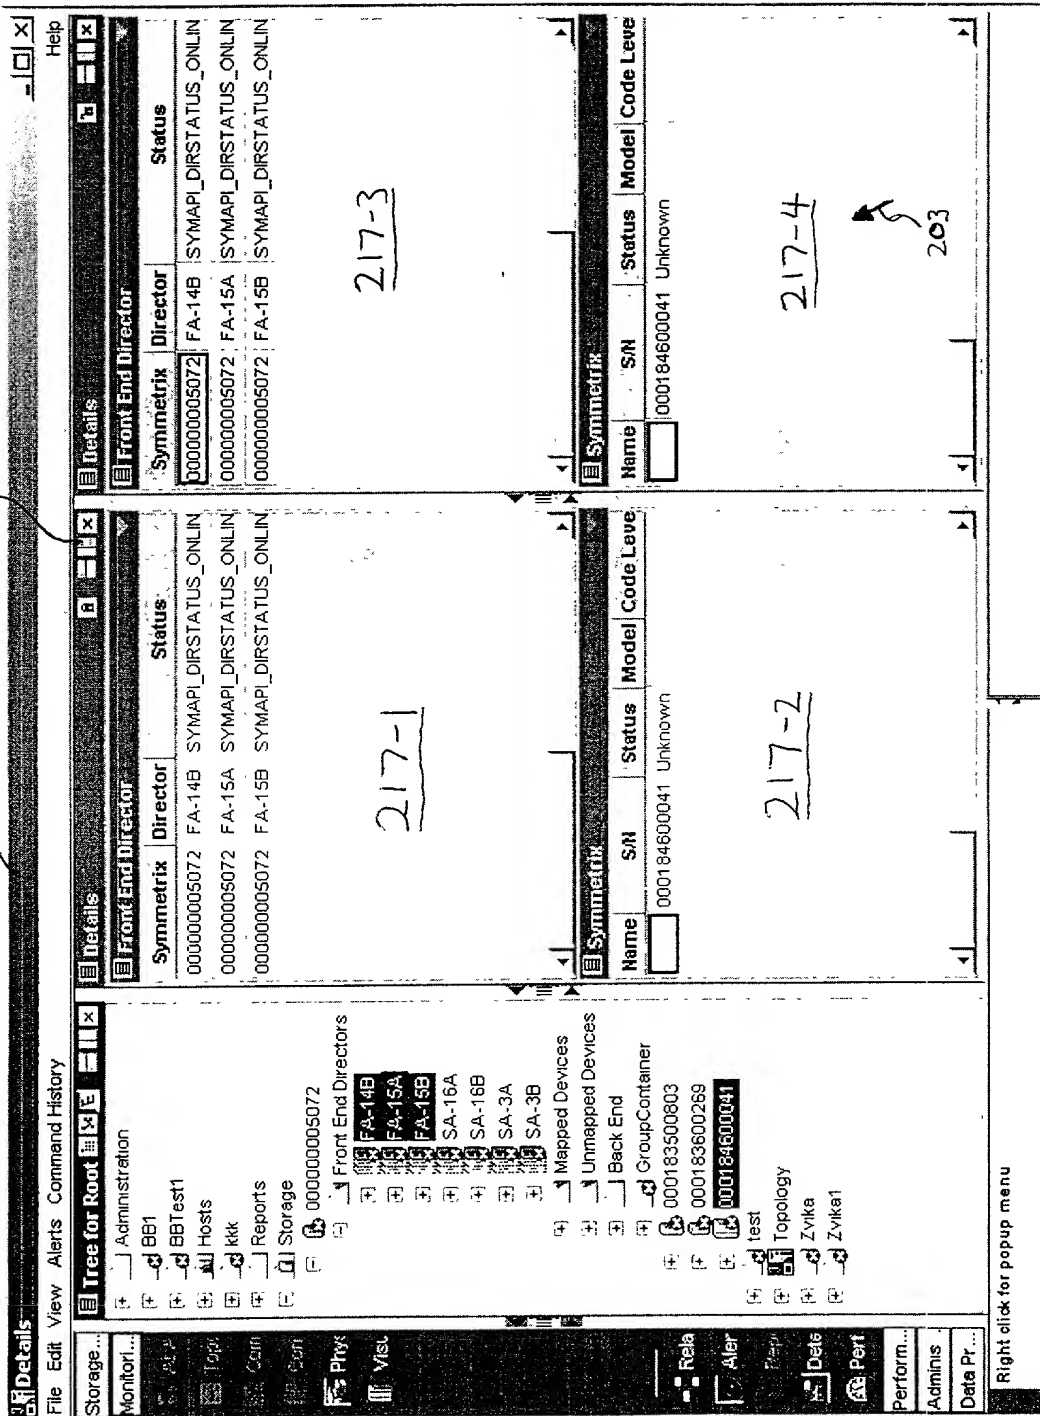 Details
File Edit View Alerts Command History Help
Storage...
Monitori...
Phys
Visu
Rela
Aler
Perf
Perform...
Adminis
Data Pr...
Tree for Root
Administration
BB1
BBTest1
Hosts
kkk
Reports
Storage
000000005072
Front End Directors
FA-14B
FA-15A
FA-15B
SA-16A
SA-16B
SA-3A
SA-3B
Mapped Devices
Unmapped Devices
Back End
GroupContainer
000183500803
000183600269
000184600041
test
Topology
Zvika
Zvika1
Details
Front End Director
Symmetrix Director Status
000000005072 FA-14B SYMAPI_DIRSTATUS_ONLIN
000000005072 FA-15A SYMAPI_DIRSTATUS_ONLIN
000000005072 FA-15B SYMAPI_DIRSTATUS_ONLIN
217-1
Symmetrix
Name S/N Status Model Code Leve
000184600041 Unknown
217-2
Details
Front End Director
Symmetrix Director Status
000000005072 FA-14B SYMAPI_DIRSTATUS_ONLIN
000000005072 FA-15A SYMAPI_DIRSTATUS_ONLIN
000000005072 FA-15B SYMAPI_DIRSTATUS_ONLIN
217-3
Symmetrix
Name S/N Status Model Code Leve
000184600041 Unknown
217-4
203
Right click for popup menu